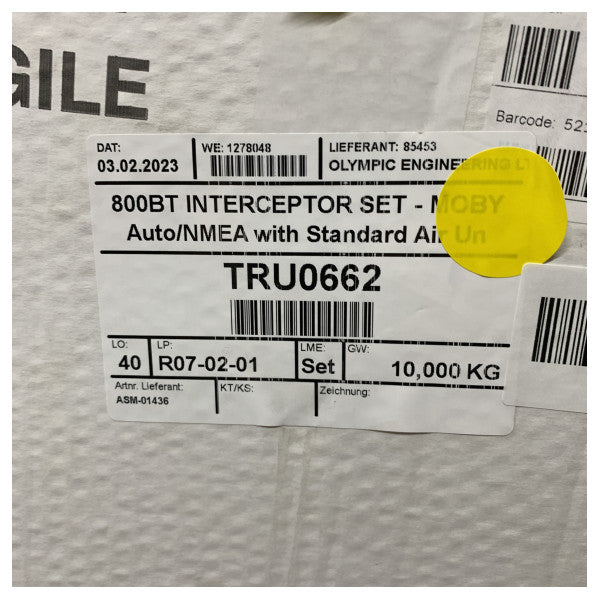 GILE
Barcode: 521
DAT:
03.02.2023
WE: 1278048
LIEFERANT: 85453
OLYMPIC ENGINEERING LT
800BT INTERCEPTOR SET - MOBY
Auto/NMEA with Standard Air Un
TRU0662
LO:
40
LP:
R07-02-01
LME:
Set
GW:
10,000 KG
Artnr. Lieferant:
ASM-01436
KT/KS:
Zeichnung: